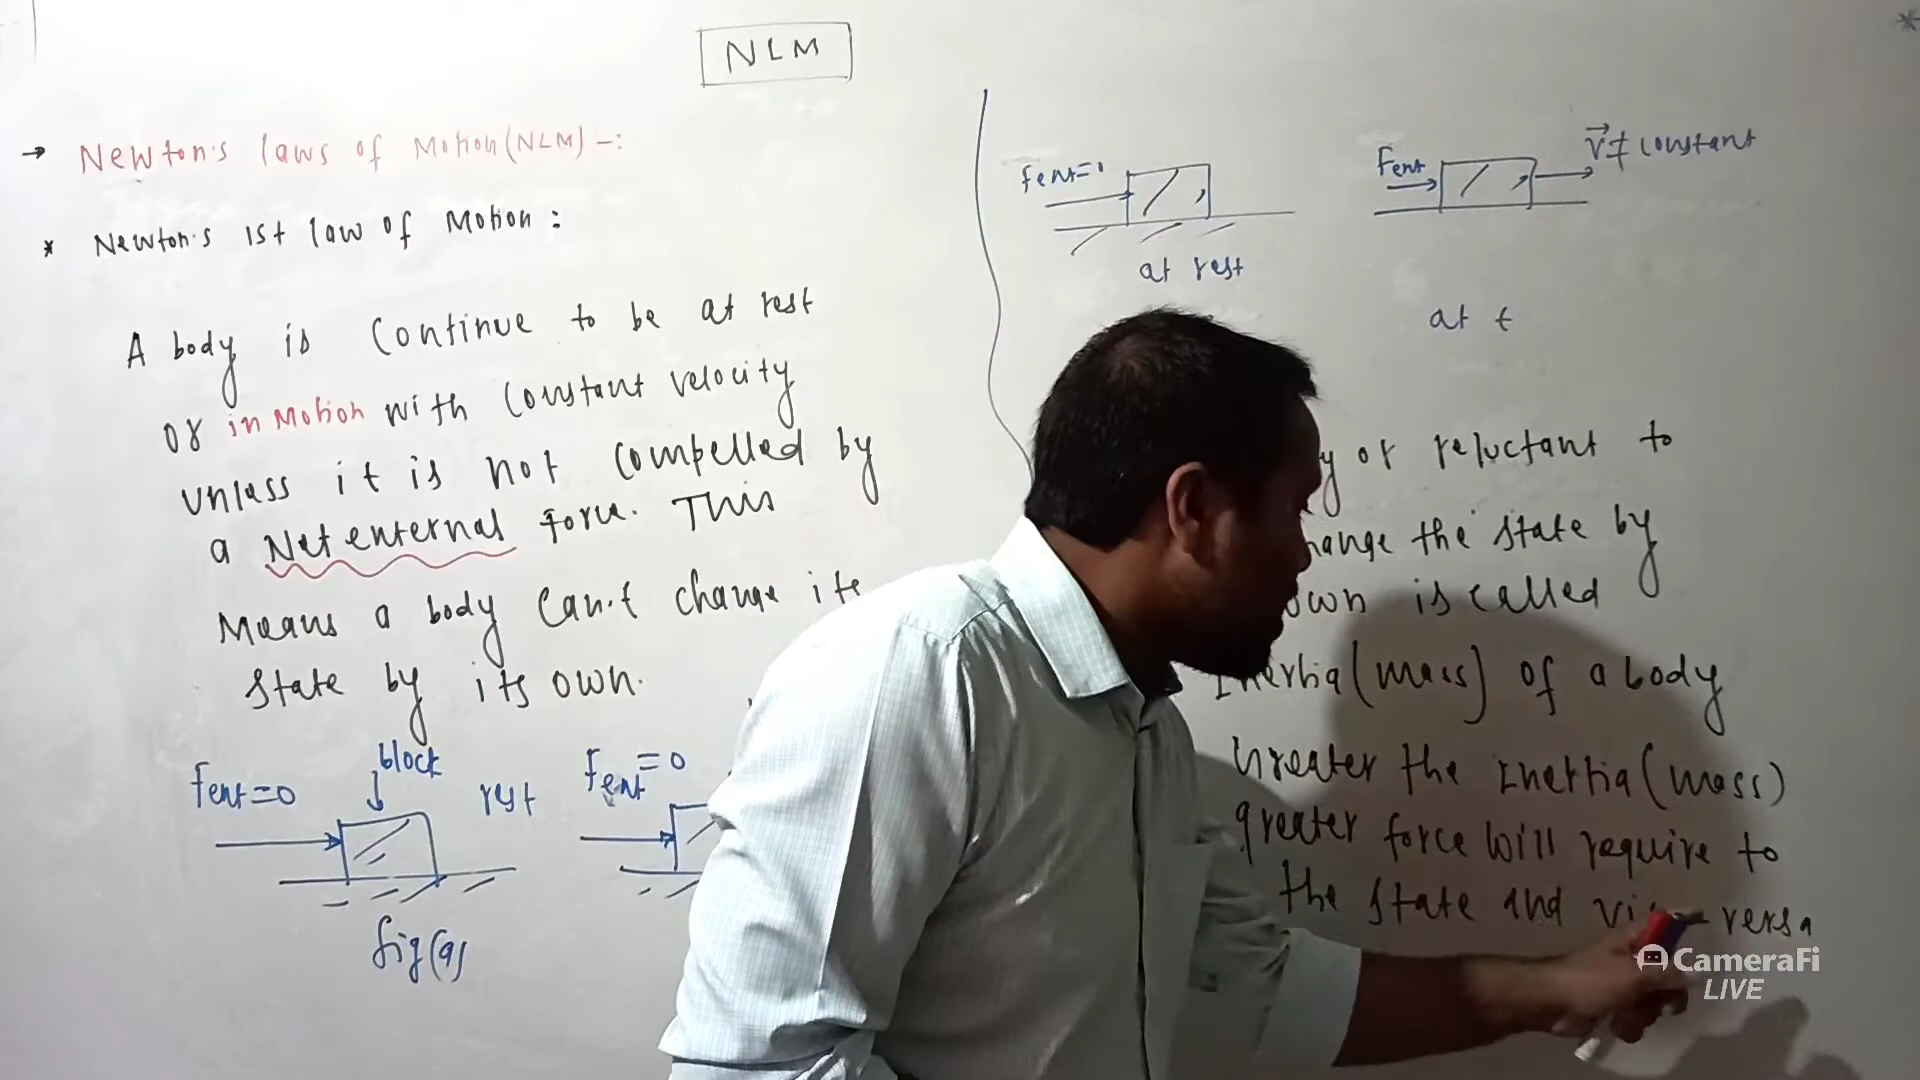 NLM
→ Newton's laws of Motion (NLM) -:
* Newton's 1st law of Motion :
A body is continue to be at rest
or in Motion with constant velocity
unless it is not compelled by
a Net external force. This
Means a body can't change its
state by its own.
Fext=0
block
rest
Fext=0
fig(a)
Fext=0
at rest
Fext
v⃗ ≠ constant
at t
y or reluctant to
hange the state by
own is called
Inertia (mass) of a body
Greater the Inertia (mass)
greater force will require to
the state and versa
CameraFi
LIVE